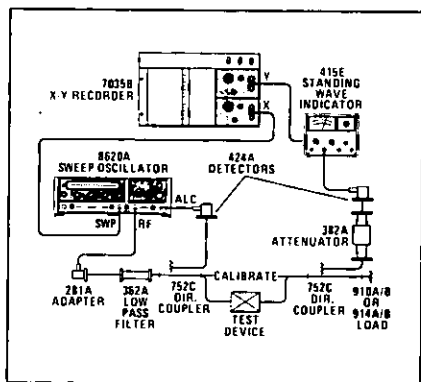 7035B
X-Y RECORDER
Y
X
415E
STANDING
WAVE
INDICATOR
8620A
SWEEP OSCILLATOR
ALC
SWP
RF
424A
DETECTORS
382A
ATTENUATOR
CALIBRATE
281A
ADAPTER
362A
LOW
PASS
FILTER
752C
DIR.
COUPLER
TEST
DEVICE
752C
DIR.
COUPLER
910A/B
OR
914A/B
LOAD